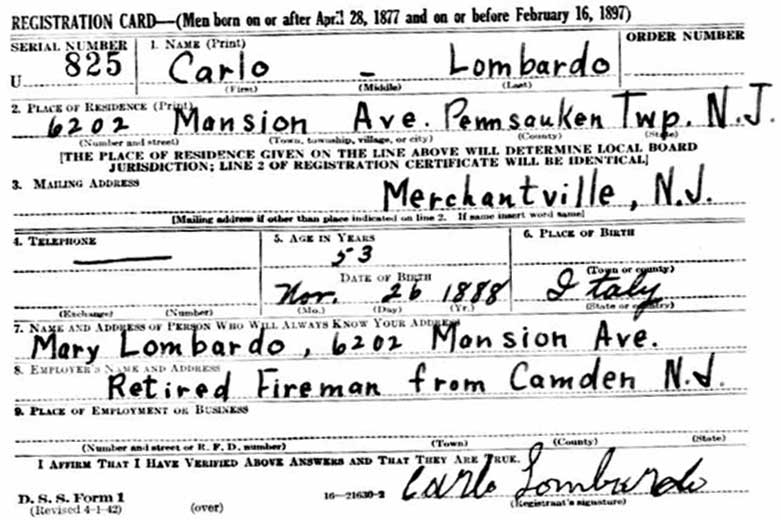 REGISTRATION CARD—(Men born on or after April 28, 1877 and on or before February 16, 1897)
SERIAL NUMBER 1. NAME (Print) ORDER NUMBER
U 825 Carlo – Lombardo
(First) (Middle) (Last)
2. PLACE OF RESIDENCE (Print)
6202 Mansion Ave. Pennsauken Twp. N.J.
(Number and street) (Town, township, village, or city) (County) (State)
[THE PLACE OF RESIDENCE GIVEN ON THE LINE ABOVE WILL DETERMINE LOCAL BOARD
JURISDICTION; LINE 2 OF REGISTRATION CERTIFICATE WILL BE IDENTICAL]
3. MAILING ADDRESS
Merchantville, N.J.
[Mailing address if other than place indicated on line 2. If same insert word same]
4. TELEPHONE 5. AGE IN YEARS 6. PLACE OF BIRTH
53
DATE OF BIRTH (Town or county)
Nov. 26 1888 Italy
(Exchange) (Number) (Mo.) (Day) (Yr.) (State or country)
7. NAME AND ADDRESS OF PERSON WHO WILL ALWAYS KNOW YOUR ADDRESS
Mary Lombardo, 6202 Mansion Ave.
8. EMPLOYER'S NAME AND ADDRESS
Retired Fireman from Camden N.J.
9. PLACE OF EMPLOYMENT OR BUSINESS
(Number and street or R. F. D. number) (Town) (County) (State)
I AFFIRM THAT I HAVE VERIFIED ABOVE ANSWERS AND THAT THEY ARE TRUE.
D. S. S. Form 1
(Revised 4-1-42) (over) 16—21630-2 Carlo Lombardo
(Registrant's signature)